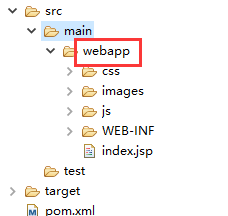 src
main
webapp
css
images
js
WEB-INF
index.jsp
test
target
pom.xml